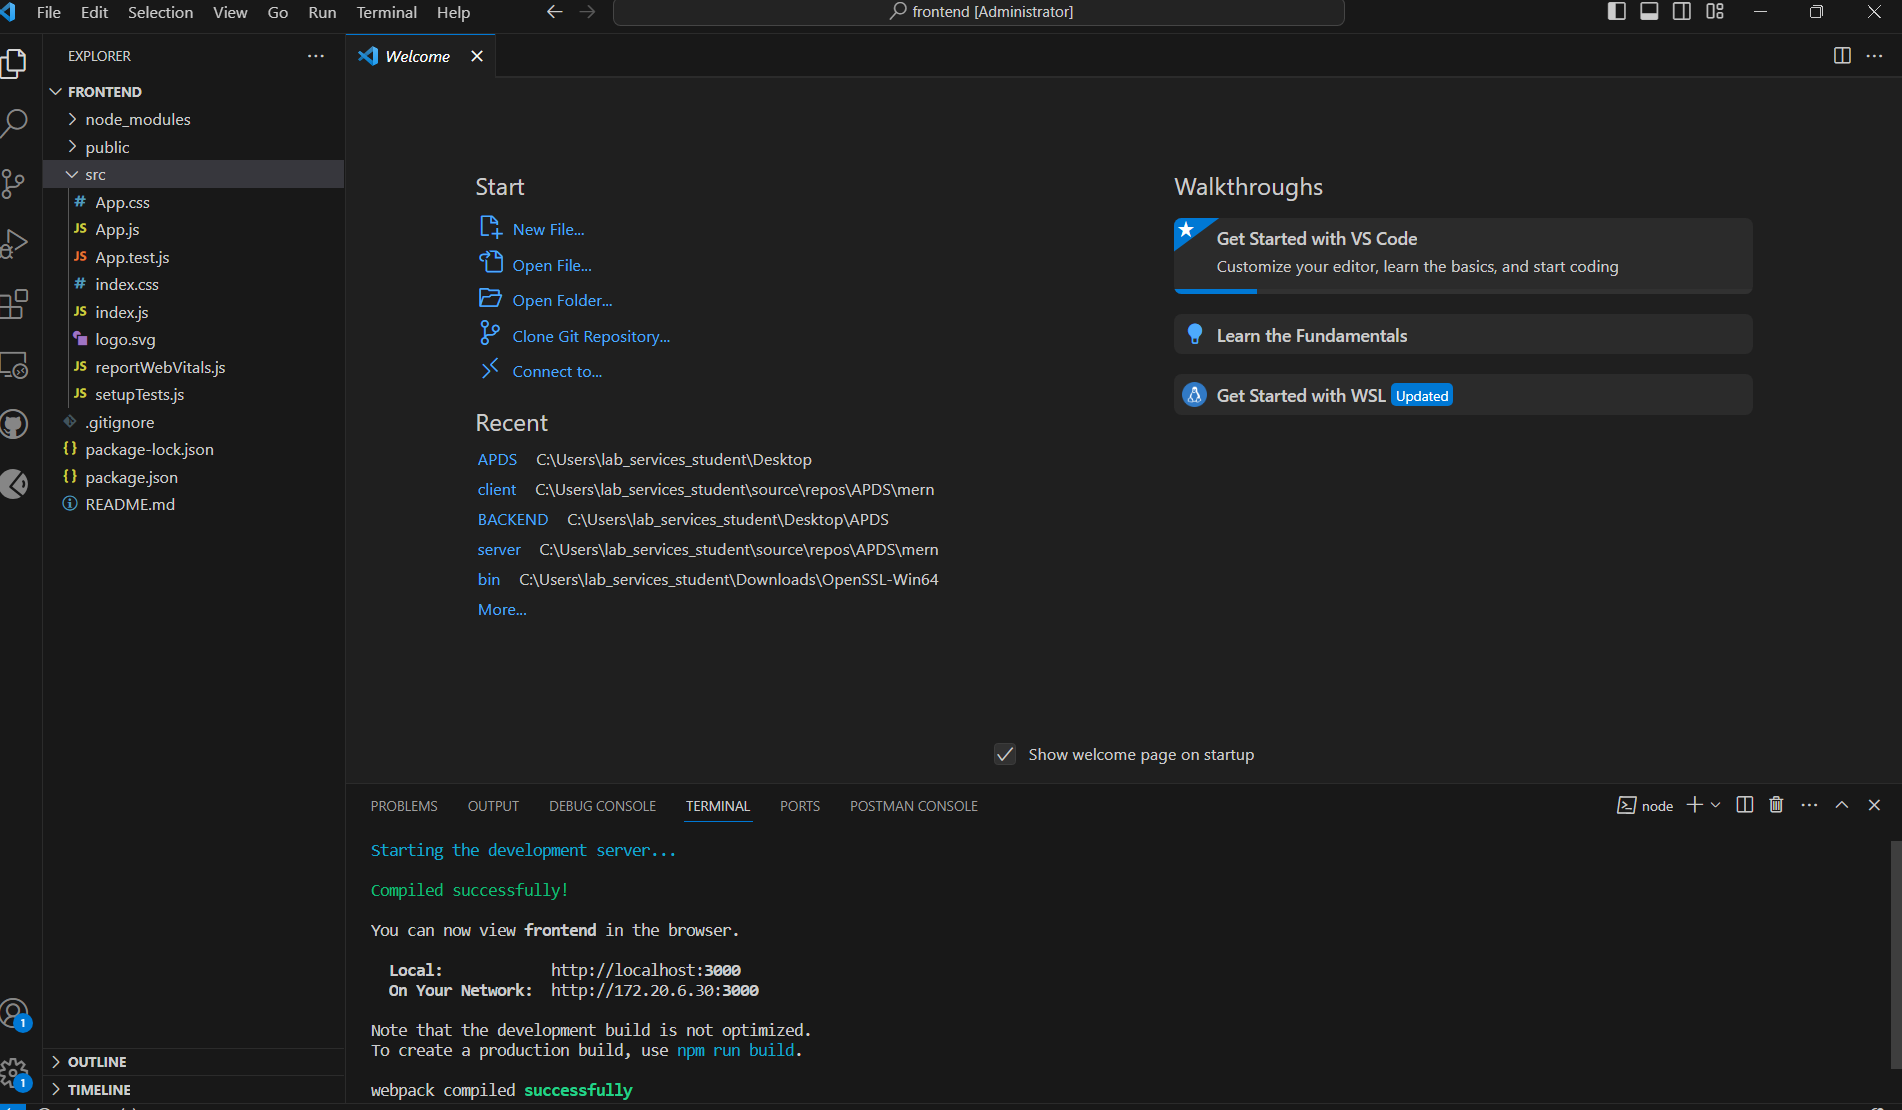 File Edit Selection View Go Run Terminal Help
frontend [Administrator]
EXPLORER
FRONTEND
node_modules
public
src
App.css
App.js
App.test.js
index.css
index.js
logo.svg
reportWebVitals.js
setupTests.js
.gitignore
package-lock.json
package.json
README.md
OUTLINE
TIMELINE
1
1
Welcome
Start
New File...
Open File...
Open Folder...
Clone Git Repository...
Connect to...
Recent
APDS C:\Users\lab_services_student\Desktop
client C:\Users\lab_services_student\source\repos\APDS\mern
BACKEND C:\Users\lab_services_student\Desktop\APDS
server C:\Users\lab_services_student\source\repos\APDS\mern
bin C:\Users\lab_services_student\Downloads\OpenSSL-Win64
More...
Walkthroughs
Get Started with VS Code
Customize your editor, learn the basics, and start coding
Learn the Fundamentals
Get Started with WSL Updated
Show welcome page on startup
PROBLEMS OUTPUT DEBUG CONSOLE TERMINAL PORTS POSTMAN CONSOLE
node
Starting the development server...
Compiled successfully!
You can now view frontend in the browser.
Local: http://localhost:3000
On Your Network: http://172.20.6.30:3000
Note that the development build is not optimized.
To create a production build, use npm run build.
webpack compiled successfully